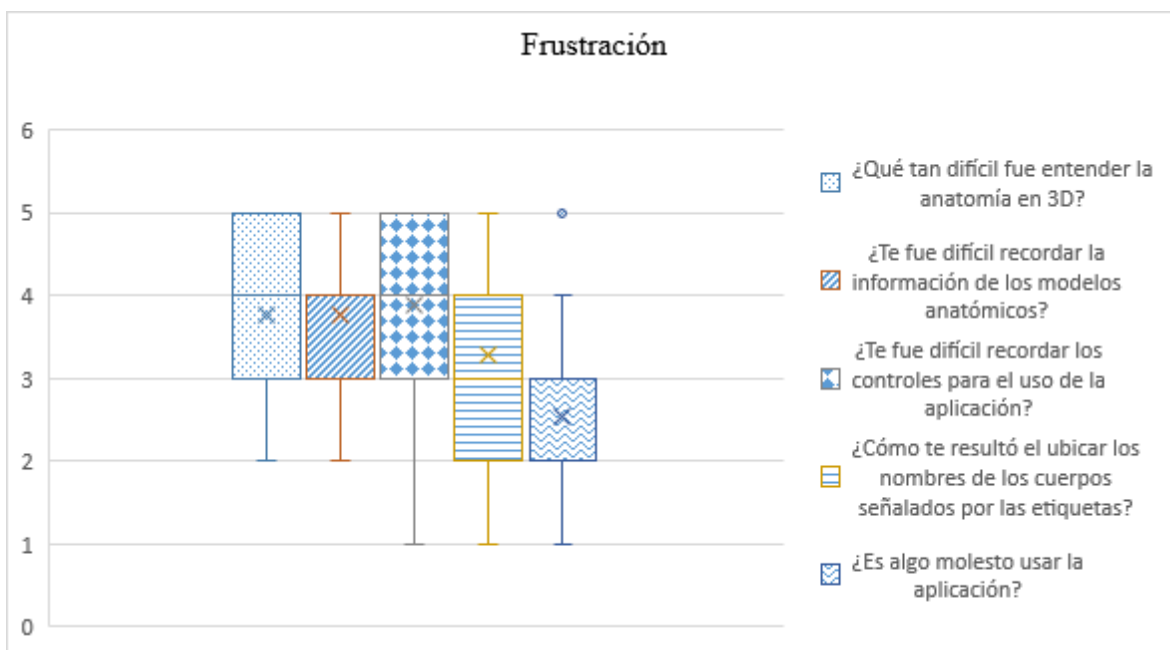 Frustración
6
5
4
3
2
1
0
¿Qué tan difícil fue entender la
anatomía en 3D?
¿Te fue difícil recordar la
información de los modelos
anatómicos?
¿Te fue difícil recordar los
controles para el uso de la
aplicación?
¿Cómo te resultó el ubicar los
nombres de los cuerpos
señalados por las etiquetas?
¿Es algo molesto usar la
aplicación?